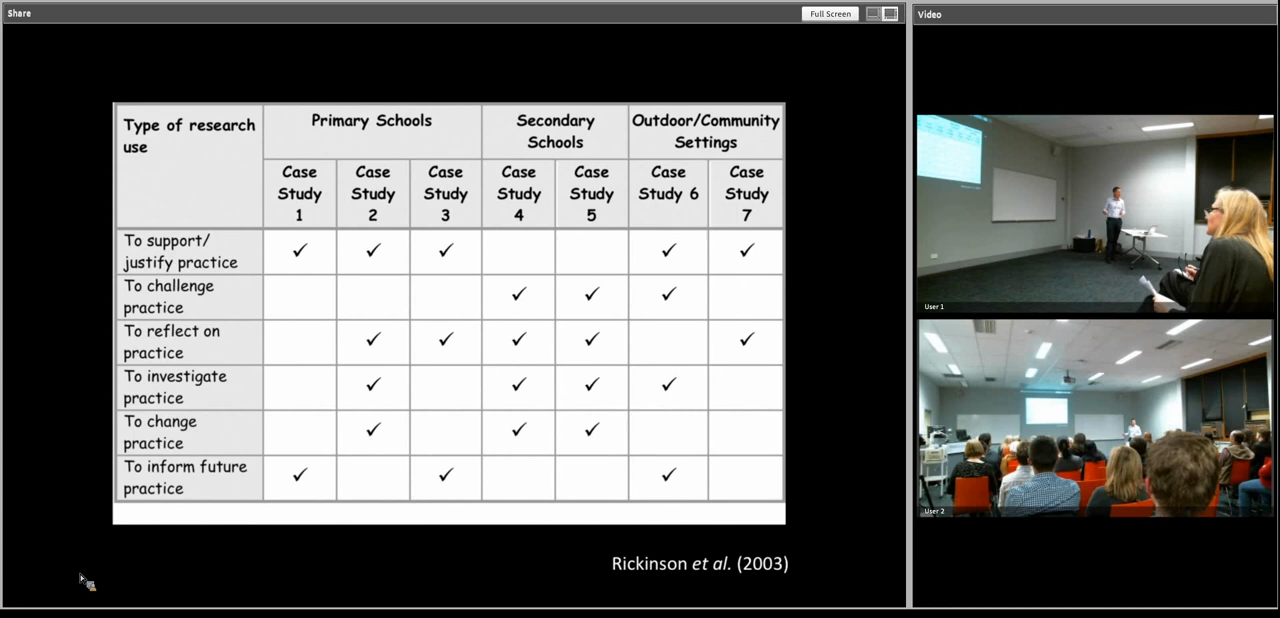 Share
Full Screen
Video
Type of research
use
Primary Schools
Secondary
Schools
Outdoor/Community
Settings
Case
Study
1
Case
Study
2
Case
Study
3
Case
Study
4
Case
Study
5
Case
Study 6
Case
Study
7
To support/
justify practice
✓ ✓ ✓ ✓ ✓
To challenge
practice
✓ ✓ ✓
To reflect on
practice
✓ ✓ ✓ ✓ ✓
To investigate
practice
✓ ✓ ✓ ✓
To change
practice
✓ ✓ ✓
To inform future
practice
✓ ✓ ✓
Rickinson et al. (2003)
User 1
User 2